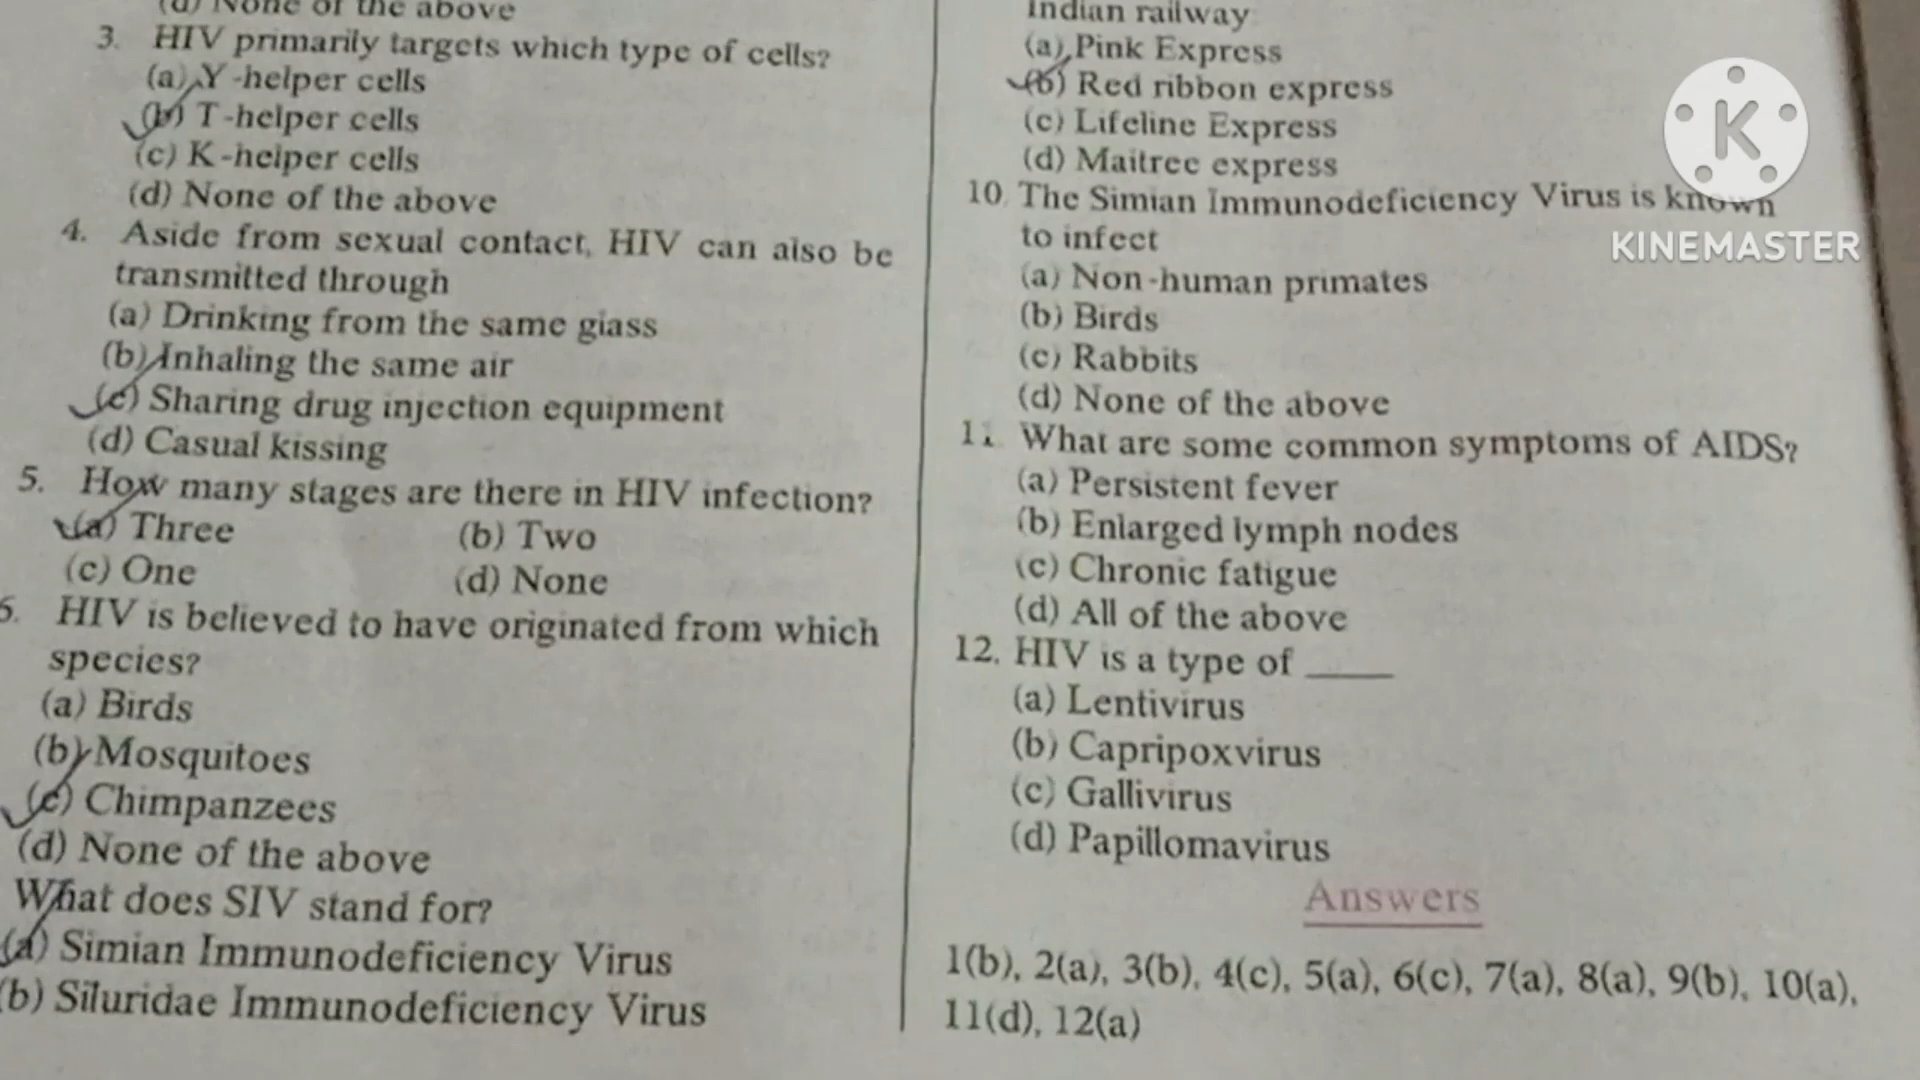 (d) None of the above
3. HIV primarily targets which type of cells?
(a) Y-helper cells
(b) T-helper cells
(c) K-helper cells
(d) None of the above
4. Aside from sexual contact, HIV can also be
transmitted through
(a) Drinking from the same glass
(b) Inhaling the same air
(c) Sharing drug injection equipment
(d) Casual kissing
5. How many stages are there in HIV infection?
(a) Three (b) Two
(c) One (d) None
6. HIV is believed to have originated from which
species?
(a) Birds
(b) Mosquitoes
(c) Chimpanzees
(d) None of the above
What does SIV stand for?
(a) Simian Immunodeficiency Virus
(b) Siluridae Immunodeficiency Virus
Indian railway
(a) Pink Express
(b) Red ribbon express
(c) Lifeline Express
(d) Maitree express
10. The Simian Immunodeficiency Virus is known
to infect
(a) Non-human primates
(b) Birds
(c) Rabbits
(d) None of the above
11. What are some common symptoms of AIDS?
(a) Persistent fever
(b) Enlarged lymph nodes
(c) Chronic fatigue
(d) All of the above
12. HIV is a type of _____
(a) Lentivirus
(b) Capripoxvirus
(c) Gallivirus
(d) Papillomavirus
Answers
1(b), 2(a), 3(b), 4(c), 5(a), 6(c), 7(a), 8(a), 9(b), 10(a),
11(d), 12(a)
K
KINEMASTER